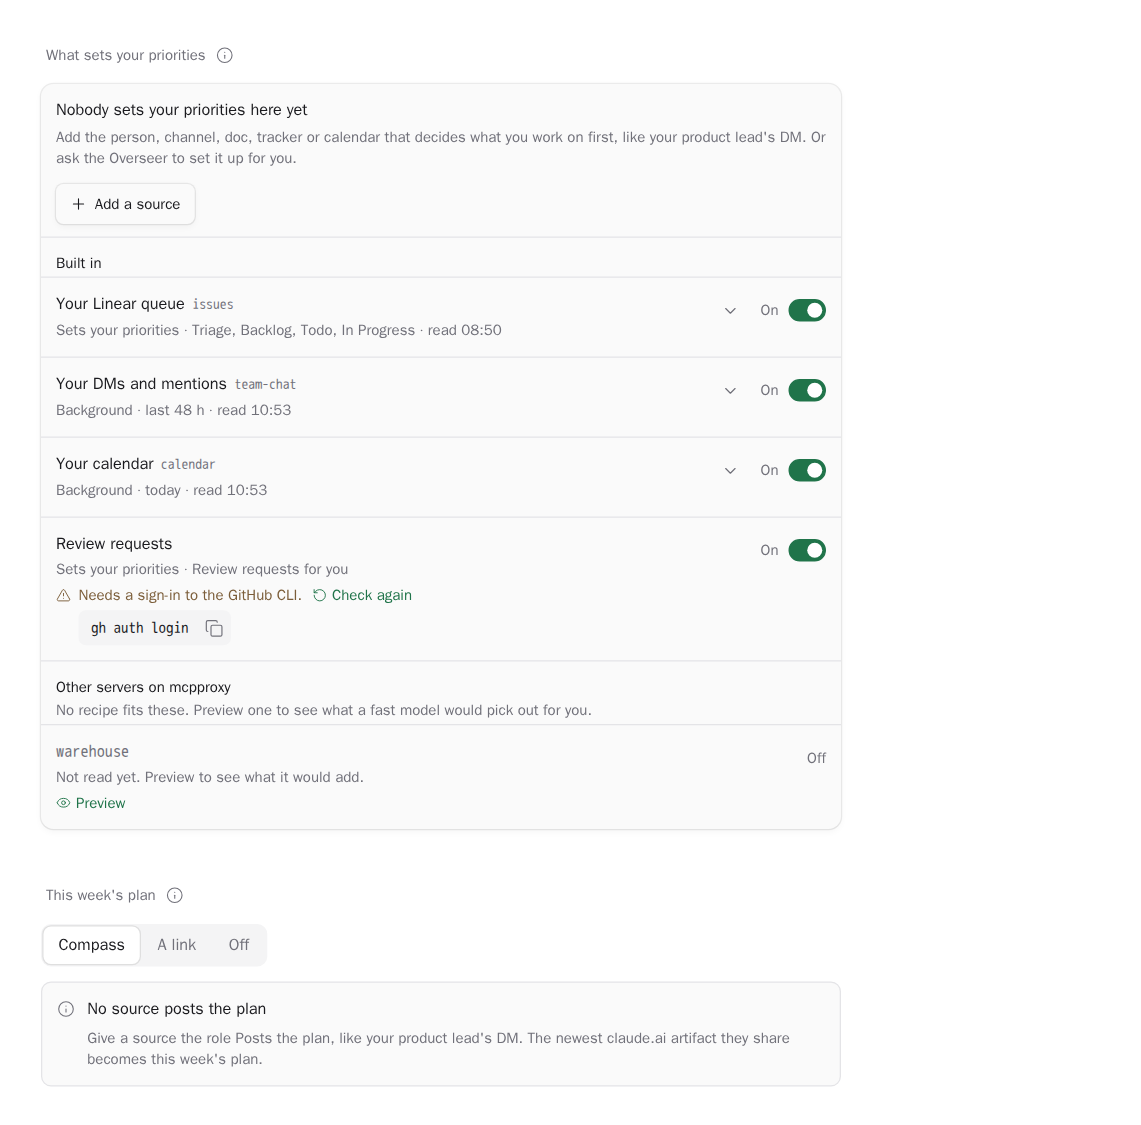 What sets your priorities
Nobody sets your priorities here yet
Add the person, channel, doc, tracker or calendar that decides what you work on first, like your product lead's DM. Or
ask the Overseer to set it up for you.
Add a source
Built in
Your Linear queue issues
On
Sets your priorities · Triage, Backlog, Todo, In Progress · read 08:50
Your DMs and mentions team-chat
On
Background · last 48 h · read 10:53
Your calendar calendar
On
Background · today · read 10:53
Review requests
On
Sets your priorities · Review requests for you
Needs a sign-in to the GitHub CLI. Check again
gh auth login
Other servers on mcpproxy
No recipe fits these. Preview one to see what a fast model would pick out for you.
warehouse
Off
Not read yet. Preview to see what it would add.
Preview
This week's plan
Compass A link Off
No source posts the plan
Give a source the role Posts the plan, like your product lead's DM. The newest claude.ai artifact they share
becomes this week's plan.